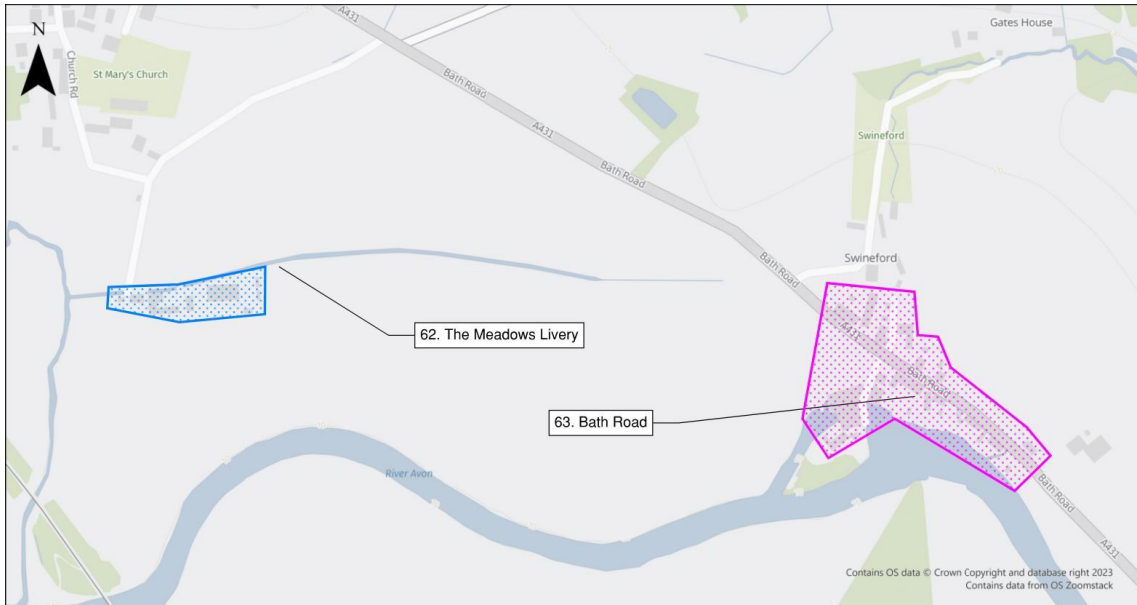 A431
Gates House
N
Church Rd
St Mary's Church
Bath Road
A431
Bath Road
Swineford
Bath Road
Swineford
62. The Meadows Livery
A431
Bath Road
63. Bath Road
River Avon
Bath Road
A431
Contains OS data © Crown Copyright and database right 2023
Contains data from OS Zoomstack